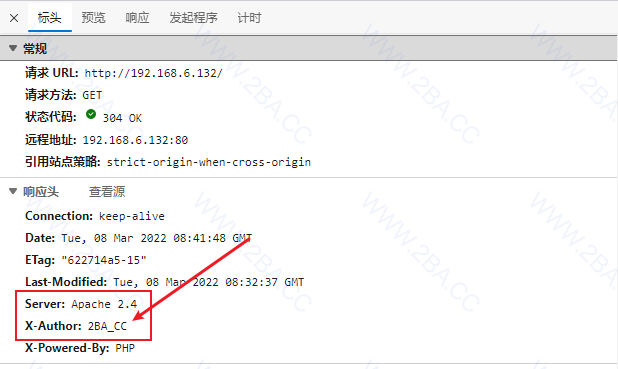 标头 预览 响应 发起程序 计时
常规
请求 URL: http://192.168.6.132/
请求方法: GET
状态代码: 304 OK
远程地址: 192.168.6.132:80
引用站点策略: strict-origin-when-cross-origin
响应头 查看源
Connection: keep-alive
Date: Tue, 08 Mar 2022 08:41:48 GMT
ETag: "622714a5-15"
Last-Modified: Tue, 08 Mar 2022 08:32:37 GMT
Server: Apache 2.4
X-Author: 2BA_CC
X-Powered-By: PHP
WWW.2BA.CC